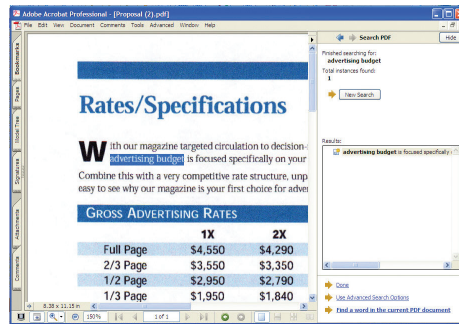 Adobe Acrobat Professional - [Proposal (2).pdf]
File Edit View Document Comments Tools Advanced Window Help
Bookmarks
Pages
Model Tree
Signatures
Attachments
Comments
Rates/Specifications
With our magazine targeted circulation to decision-
advertising budget is focused specifically on your
Combine this with a very competitive rate structure, unp
easy to see why our magazine is your first choice for adver
GROSS ADVERTISING RATES
1X 2X
Full Page $4,550 $4,290
2/3 Page $3,550 $3,350
1/2 Page $2,950 $2,790
1/3 Page $1,950 $1,840
8.38 x 11.15 in
150%
1 of 1
Search PDF Hide
Finished searching for:
advertising budget
Total instances found:
1
New Search
Results:
advertising budget is focused specifically
Done
Use Advanced Search Options
Find a word in the current PDF document